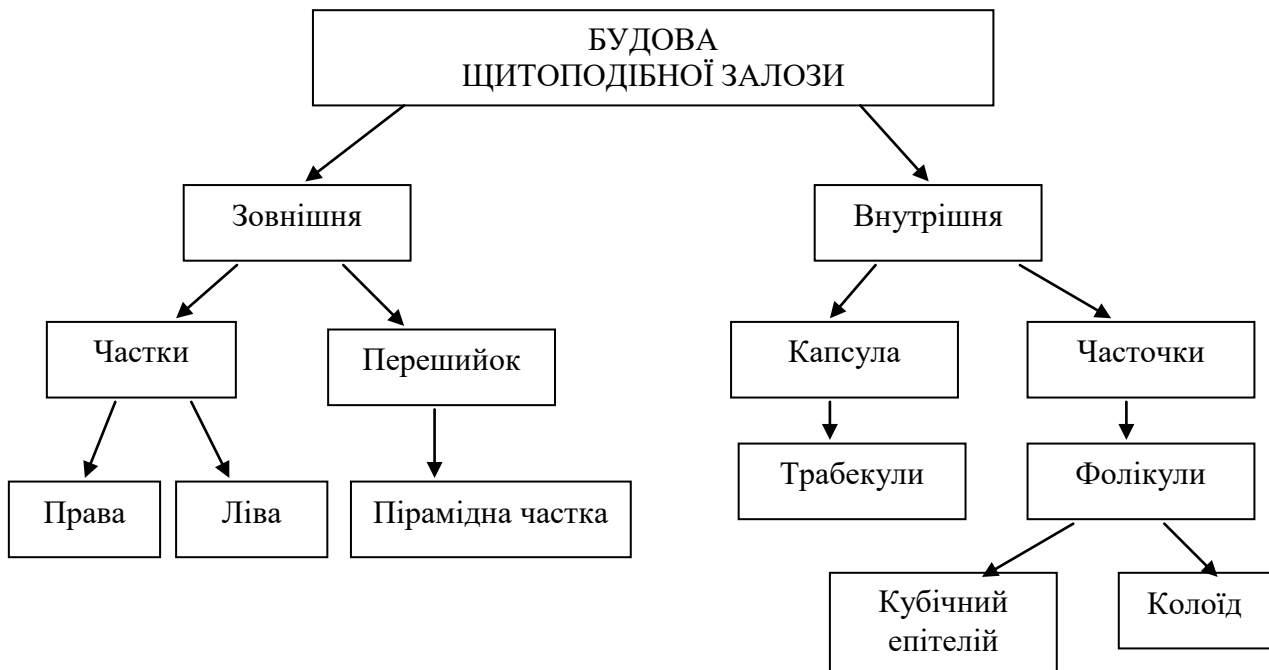 БУДОВА
ЩИТОПОДІБНОЇ ЗАЛОЗИ
Зовнішня
Внутрішня
Частки
Перешийок
Капсула
Часточки
Права
Ліва
Пірамідна частка
Трабекули
Фолікули
Кубічний
епітелій
Колоїд